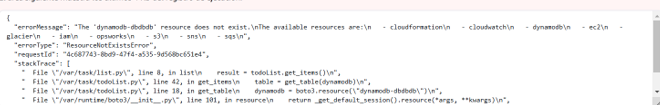 {
"errorMessage": "The 'dynamodb-dbdbdb' resource does not exist.\nThe available resources are:\n - cloudformation\n - cloudwatch\n - dynamodb\n - ec2\n -
glacier\n - iam\n - opsworks\n - s3\n - sns\n - sqs\n",
"errorType": "ResourceNotExistsError",
"requestId": "4c687743-8bd9-47f4-a535-9d568bc651e4",
"stackTrace": [
" File \"/var/task/list.py\", line 8, in list\n result = todoList.get_items()\n",
" File \"/var/task/todoList.py\", line 42, in get_items\n table = get_table(dynamodb)\n",
" File \"/var/task/todoList.py\", line 18, in get_table\n dynamodb = boto3.resource(\"dynamodb-dbdbdb\")\n",
" File \"/var/runtime/boto3/__init__.py\", line 101, in resource\n return _get_default_session().resource(*args, **kwargs)\n",